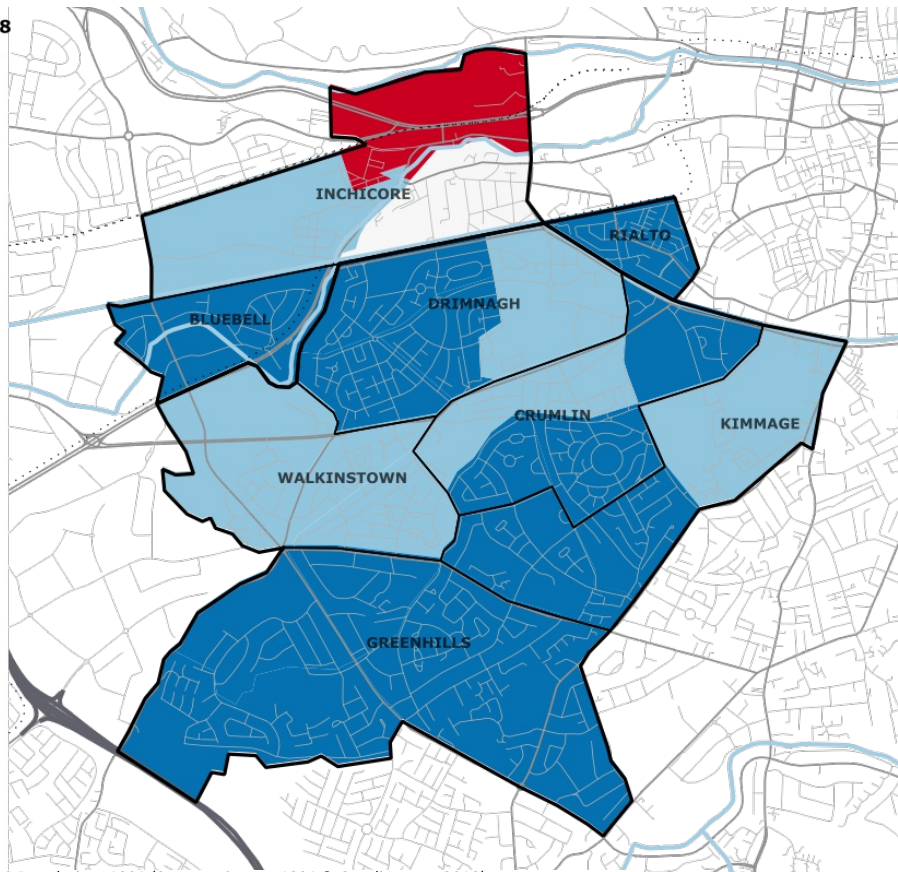 8
INCHICORE
RIALTO
DRIMNAGH
BLUEBELL
CRUMLIN
KIMMAGE
WALKINSTOWN
GREENHILLS